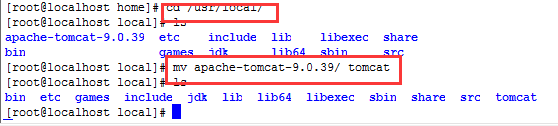 [root@localhost home]# cd /usr/local/
[root@localhost local]# ls
apache-tomcat-9.0.39 etc include lib libexec share
bin games jdk lib64 sbin src
[root@localhost local]# mv apache-tomcat-9.0.39/ tomcat
[root@localhost local]# ls
bin etc games include jdk lib lib64 libexec sbin share src tomcat
[root@localhost local]#